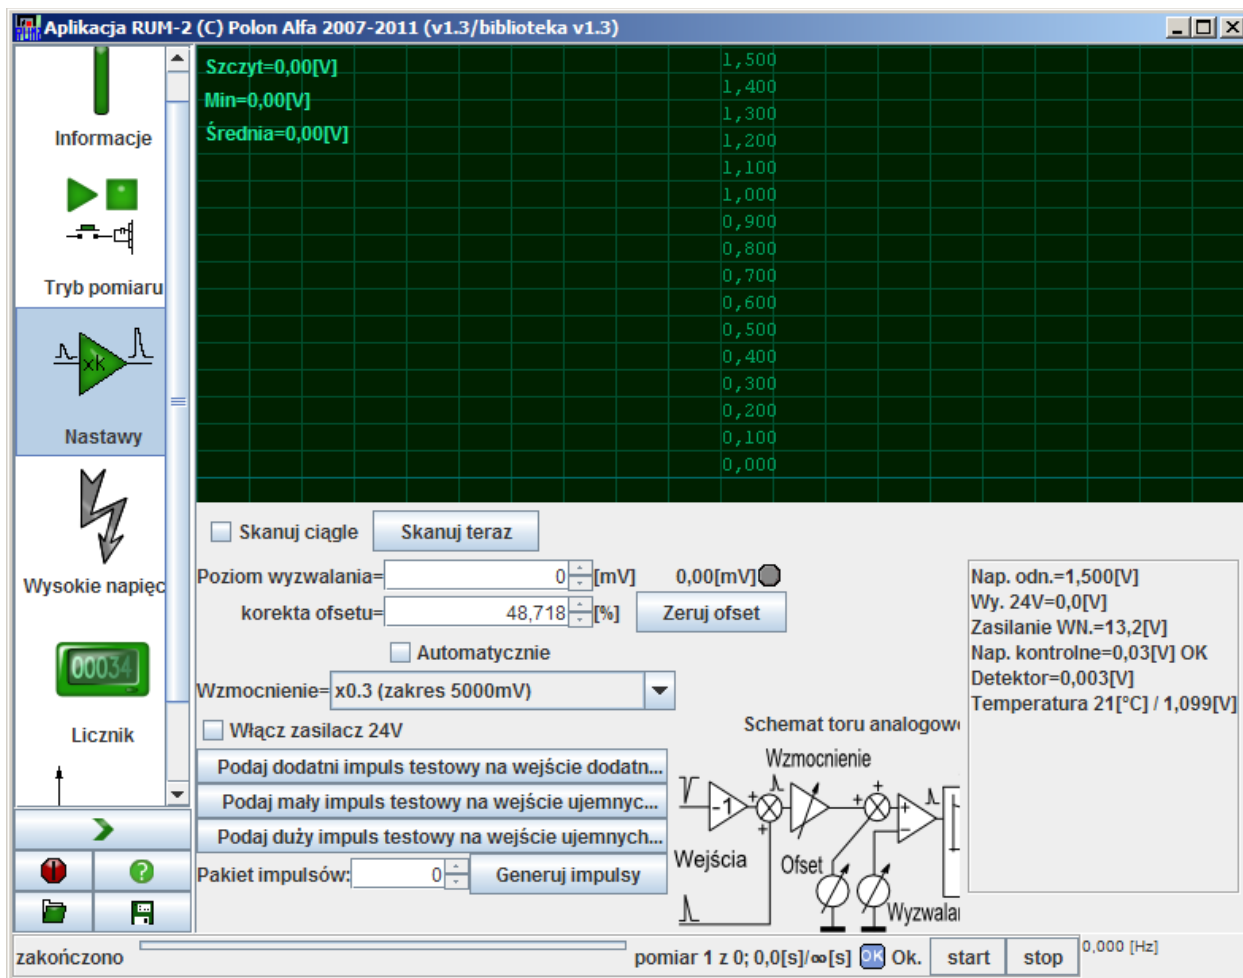 Aplikacja RUM-2 (C) Polon Alfa 2007-2011 (v1.3/biblioteka v1.3)
Informacje
Tryb pomiaru
xk
Nastawy
Wysokie napięc
00034
Licznik
Szczyt=0,00[V]
Min=0,00[V]
Średnia=0,00[V]
1,500
1,400
1,300
1,200
1,100
1,000
0,900
0,800
0,700
0,600
0,500
0,400
0,300
0,200
0,100
0,000
Skanuj ciągle Skanuj teraz
Poziom wyzwalania= 0 [mV] 0,00[mV]
korekta ofsetu= 48,718 [%] Zeruj ofset
Automatycznie
Wzmocnienie= x0.3 (zakres 5000mV)
Włącz zasilacz 24V
Podaj dodatni impuls testowy na wejście dodatn...
Podaj mały impuls testowy na wejście ujemnyc...
Podaj duży impuls testowy na wejście ujemnych...
Pakiet impulsów: 0 Generuj impulsy
Schemat toru analogowe
Wzmocnienie
-1
+
+
+
+
+
−
Wejścia
Ofset
Wyzwalan
Nap. odn.=1,500[V]
Wy. 24V=0,0[V]
Zasilanie WN.=13,2[V]
Nap. kontrolne=0,03[V] OK
Detektor=0,003[V]
Temperatura 21[°C] / 1,099[V]
zakończono pomiar 1 z 0; 0,0[s]/∞[s] OK Ok. start stop 0,000 [Hz]